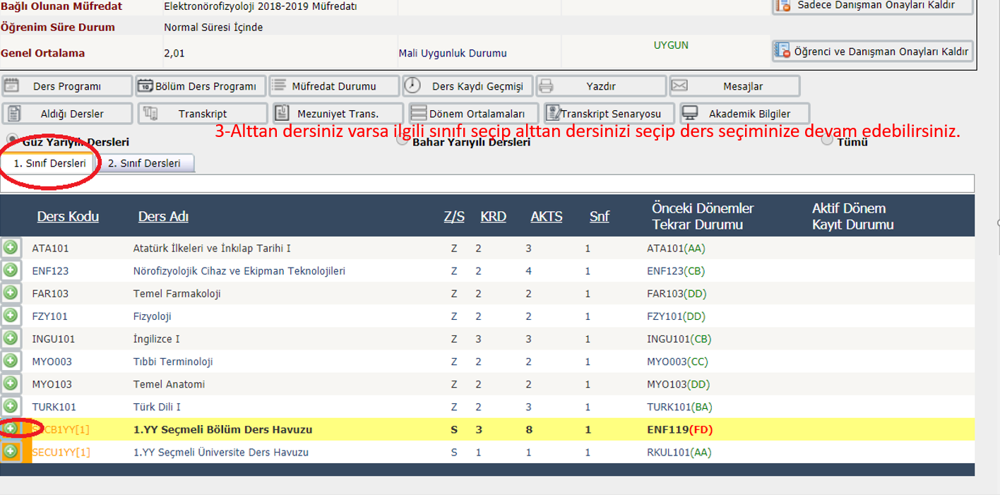 Bağlı Olunan Müfredat Elektronörofizyoloji 2018-2019 Müfredatı Sadece Danışman Onayları Kaldır
Öğrenim Süre Durum Normal Süresi İçinde
Genel Ortalama 2,01 Mali Uygunluk Durumu UYGUN Öğrenci ve Danışman Onayları Kaldır
Ders Programı Bölüm Ders Programı Müfredat Durumu Ders Kaydı Geçmişi Yazdır Mesajlar
Aldığı Dersler Transkript Mezuniyet Trans. Dönem Ortalamaları Transkript Senaryosu Akademik Bilgiler
3-Alttan dersiniz varsa ilgili sınıfı seçip alttan dersinizi seçip ders seçiminize devam edebilirsiniz.
Güz Yarıyılı Dersleri Bahar Yarıyılı Dersleri Tümü
1. Sınıf Dersleri 2. Sınıf Dersleri
Ders Kodu Ders Adı Z/S KRD AKTS Snf Önceki Dönemler Tekrar Durumu Aktif Dönem Kayıt Durumu
ATA101 Atatürk İlkeleri ve İnkılap Tarihi I Z 2 3 1 ATA101(AA)
ENF123 Nörofizyolojik Cihaz ve Ekipman Teknolojileri Z 2 4 1 ENF123(CB)
FAR103 Temel Farmakoloji Z 2 2 1 FAR103(DD)
FZY101 Fizyoloji Z 2 2 1 FZY101(DD)
INGU101 İngilizce I Z 3 3 1 INGU101(CB)
MYO003 Tıbbi Terminoloji Z 2 2 1 MYO003(CC)
MYO103 Temel Anatomi Z 2 2 1 MYO103(DD)
TURK101 Türk Dili I Z 2 3 1 TURK101(BA)
SECB1YY[1] 1.YY Seçmeli Bölüm Ders Havuzu S 3 8 1 ENF119(FD)
SECU1YY[1] 1.YY Seçmeli Üniversite Ders Havuzu S 1 1 1 RKUL101(AA)